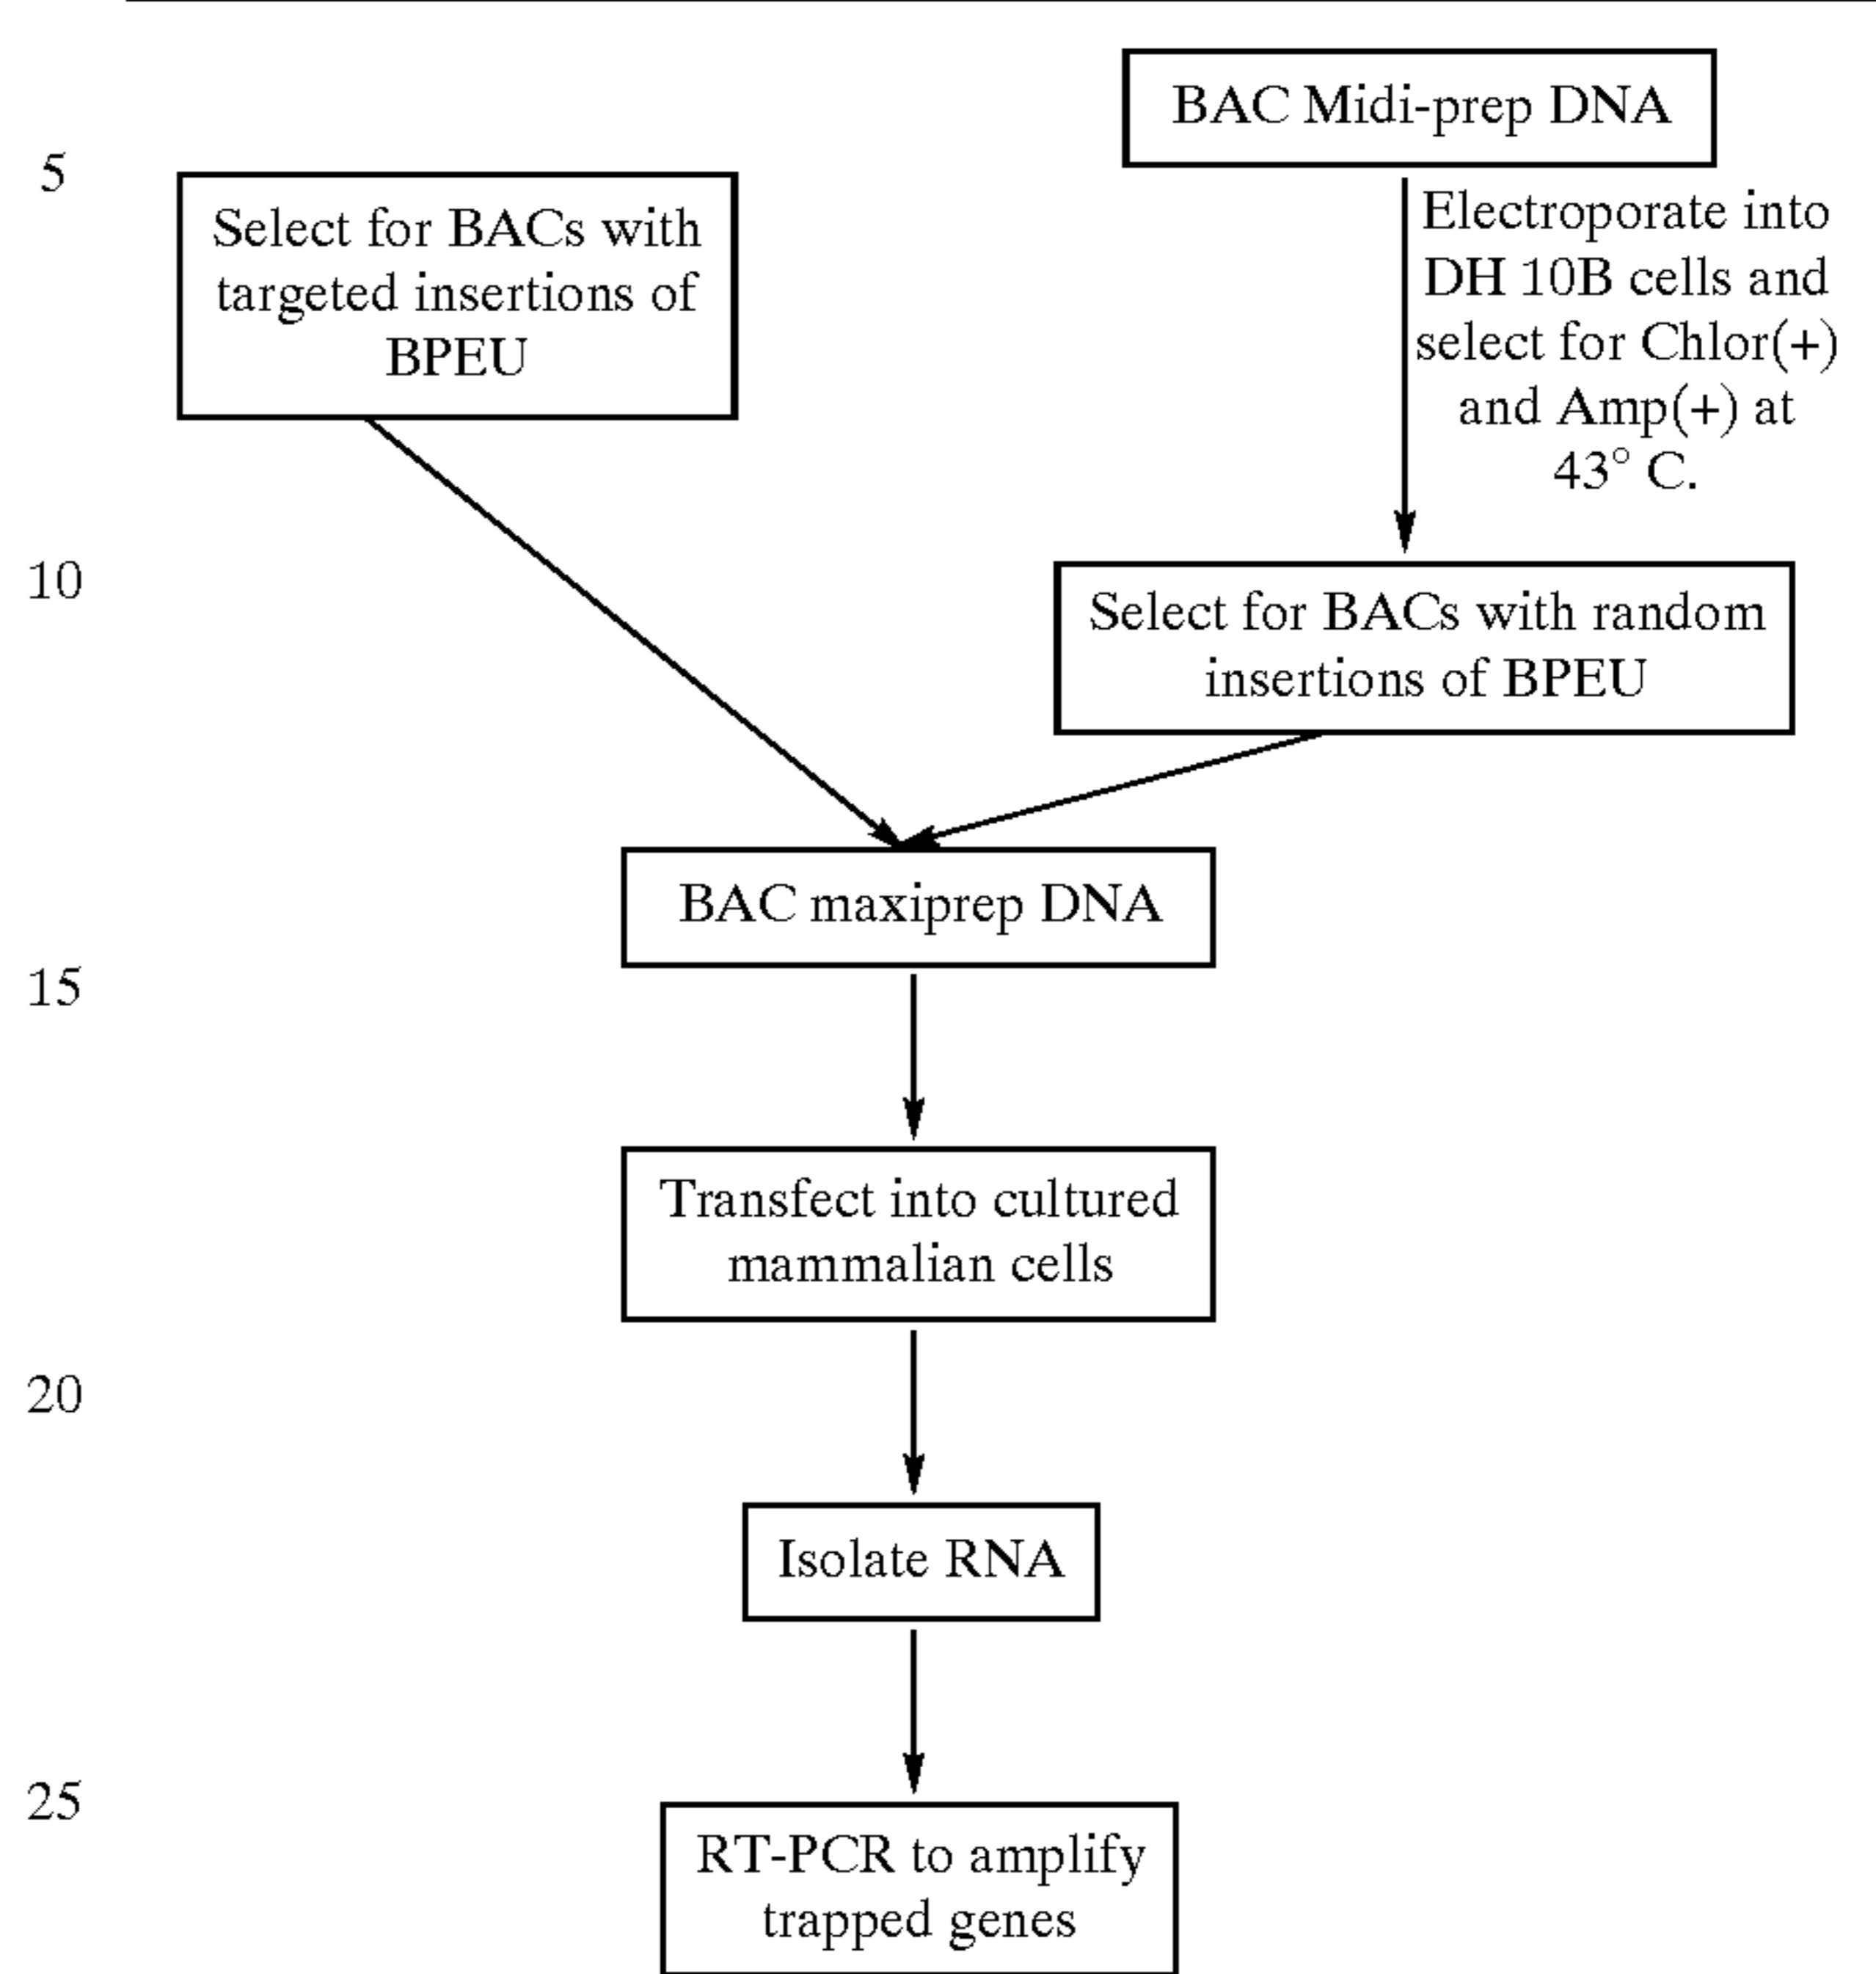 BAC Midi-prep DNA
5
Select for BACs with
targeted insertions of
BPEU
Electroporate into
DH 10B cells and
select for Chlor(+)
and Amp(+) at
43° C.
10
Select for BACs with random
insertions of BPEU
BAC maxiprep DNA
15
Transfect into cultured
mammalian cells
20
Isolate RNA
25
RT-PCR to amplify
trapped genes